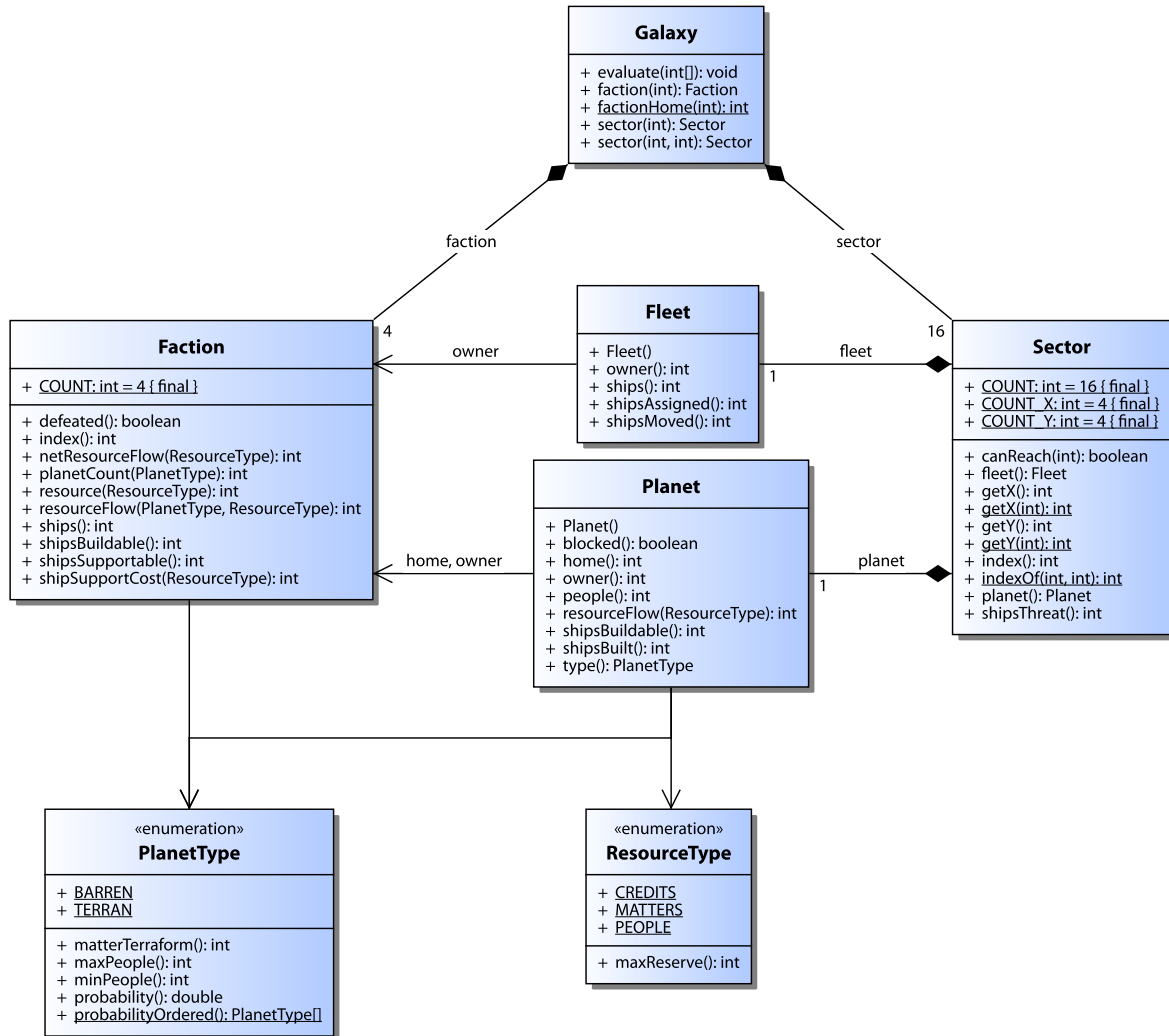 Galaxy
+ evaluate(int[]): void
+ faction(int): Faction
+ factionHome(int): int
+ sector(int): Sector
+ sector(int, int): Sector
faction
sector
4
16
Faction
+ COUNT: int = 4 { final }
+ defeated(): boolean
+ index(): int
+ netResourceFlow(ResourceType): int
+ planetCount(PlanetType): int
+ resource(ResourceType): int
+ resourceFlow(PlanetType, ResourceType): int
+ ships(): int
+ shipsBuildable(): int
+ shipsSupportable(): int
+ shipSupportCost(ResourceType): int
owner
Fleet
+ Fleet()
+ owner(): int
+ ships(): int
+ shipsAssigned(): int
+ shipsMoved(): int
fleet
1
Sector
+ COUNT: int = 16 { final }
+ COUNT_X: int = 4 { final }
+ COUNT_Y: int = 4 { final }
+ canReach(int): boolean
+ fleet(): Fleet
+ getX(): int
+ getX(int): int
+ getY(): int
+ getY(int): int
+ index(): int
+ indexOf(int, int): int
+ planet(): Planet
+ shipsThreat(): int
home, owner
Planet
+ Planet()
+ blocked(): boolean
+ home(): int
+ owner(): int
+ people(): int
+ resourceFlow(ResourceType): int
+ shipsBuildable(): int
+ shipsBuilt(): int
+ type(): PlanetType
planet
1
«enumeration»
PlanetType
+ BARREN
+ TERRAN
+ matterTerraform(): int
+ maxPeople(): int
+ minPeople(): int
+ probability(): double
+ probabilityOrdered(): PlanetType[]
«enumeration»
ResourceType
+ CREDITS
+ MATTERS
+ PEOPLE
+ maxReserve(): int